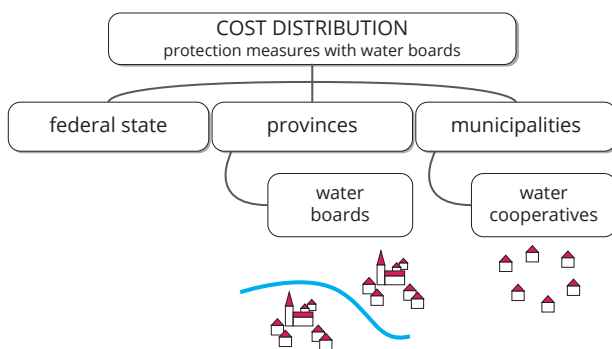 COST DISTRIBUTION
protection measures with water boards
federal state
provinces
municipalities
water
boards
water
cooperatives